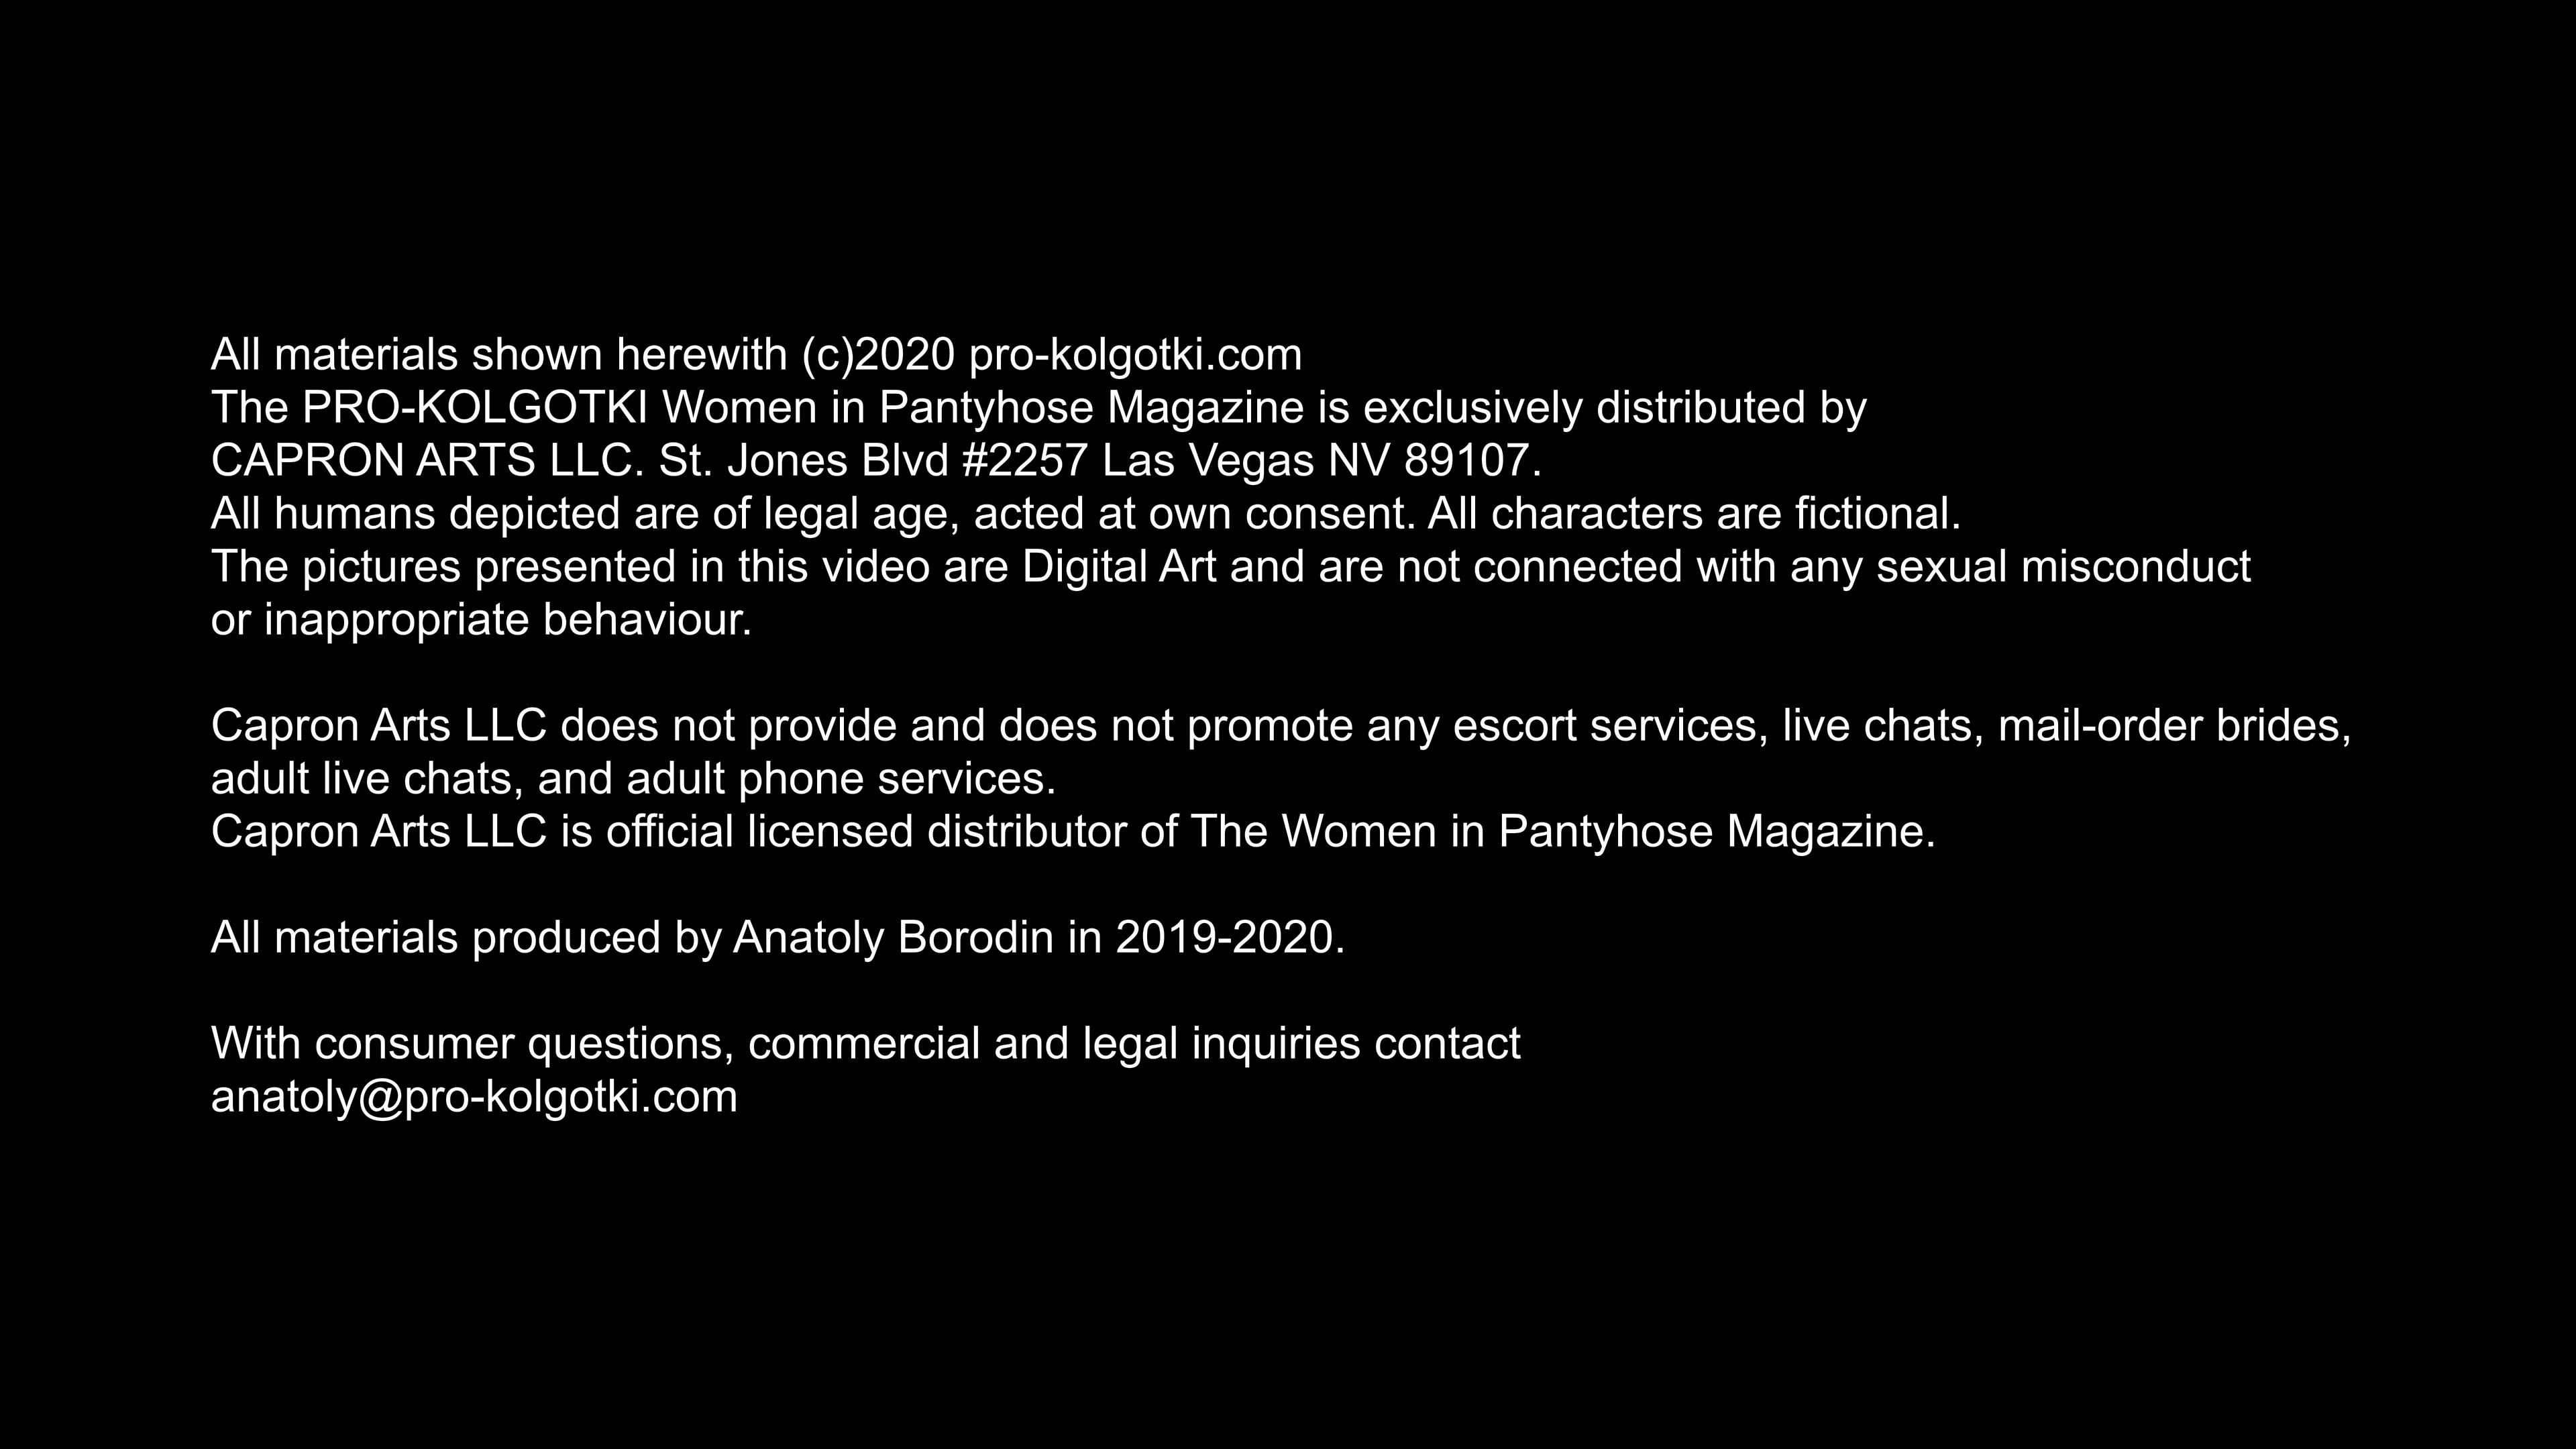 All materials shown herewith (c)2020 pro-kolgotki.com
The PRO-KOLGOTKI Women in Pantyhose Magazine is exclusively distributed by
CAPRON ARTS LLC. St. Jones Blvd #2257 Las Vegas NV 89107.
All humans depicted are of legal age, acted at own consent. All characters are fictional.
The pictures presented in this video are Digital Art and are not connected with any sexual misconduct
or inappropriate behaviour.
Capron Arts LLC does not provide and does not promote any escort services, live chats, mail-order brides,
adult live chats, and adult phone services.
Capron Arts LLC is official licensed distributor of The Women in Pantyhose Magazine.
All materials produced by Anatoly Borodin in 2019-2020.
With consumer questions, commercial and legal inquiries contact
anatoly@pro-kolgotki.com